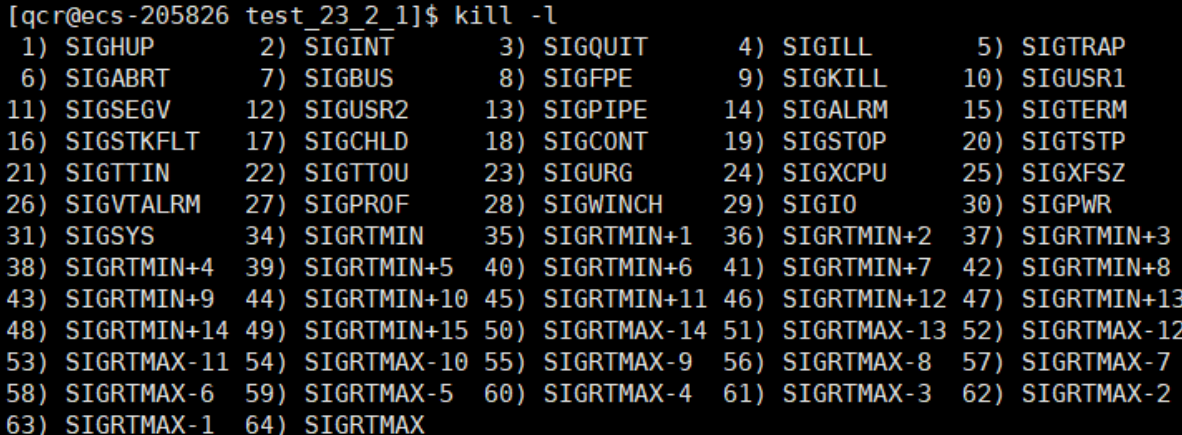 [qcr@ecs-205826 test_23_2_1]$ kill -l
 1) SIGHUP       2) SIGINT       3) SIGQUIT      4) SIGILL       5) SIGTRAP
 6) SIGABRT      7) SIGBUS       8) SIGFPE       9) SIGKILL     10) SIGUSR1
11) SIGSEGV     12) SIGUSR2     13) SIGPIPE     14) SIGALRM     15) SIGTERM
16) SIGSTKFLT   17) SIGCHLD     18) SIGCONT     19) SIGSTOP     20) SIGTSTP
21) SIGTTIN     22) SIGTTOU     23) SIGURG      24) SIGXCPU     25) SIGXFSZ
26) SIGVTALRM   27) SIGPROF     28) SIGWINCH    29) SIGIO       30) SIGPWR
31) SIGSYS      34) SIGRTMIN    35) SIGRTMIN+1  36) SIGRTMIN+2  37) SIGRTMIN+3
38) SIGRTMIN+4  39) SIGRTMIN+5  40) SIGRTMIN+6  41) SIGRTMIN+7  42) SIGRTMIN+8
43) SIGRTMIN+9  44) SIGRTMIN+10 45) SIGRTMIN+11 46) SIGRTMIN+12 47) SIGRTMIN+13
48) SIGRTMIN+14 49) SIGRTMIN+15 50) SIGRTMAX-14 51) SIGRTMAX-13 52) SIGRTMAX-12
53) SIGRTMAX-11 54) SIGRTMAX-10 55) SIGRTMAX-9  56) SIGRTMAX-8  57) SIGRTMAX-7
58) SIGRTMAX-6  59) SIGRTMAX-5  60) SIGRTMAX-4  61) SIGRTMAX-3  62) SIGRTMAX-2
63) SIGRTMAX-1  64) SIGRTMAX